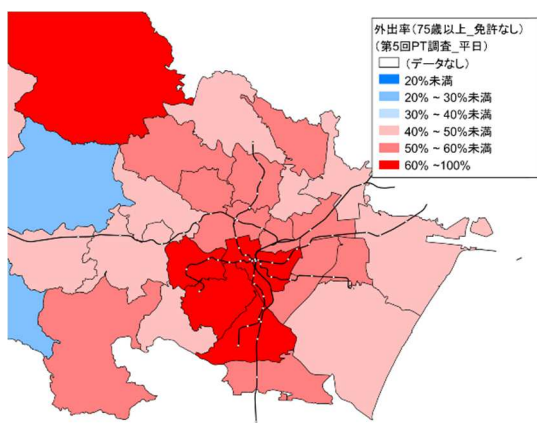 外出率(75歳以上_免許なし)
(第5回PT調査_平日)
(データなし)
20%未満
20% ~ 30%未満
30% ~ 40%未満
40% ~ 50%未満
50% ~ 60%未満
60% ~100%